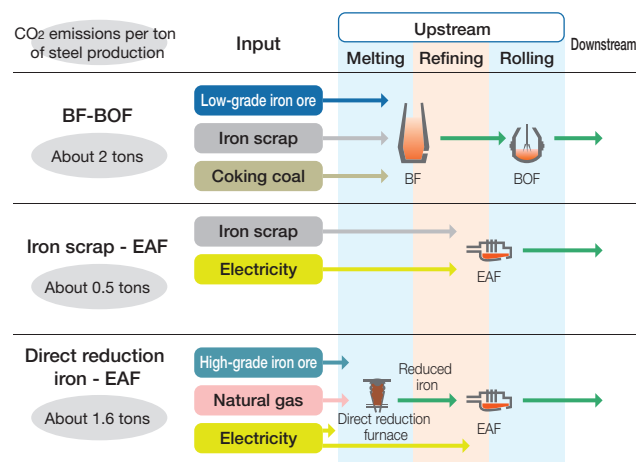 CO2 emissions per ton
of steel production
Input
Upstream
Downstream
Melting
Refining
Rolling
BF-BOF
About 2 tons
Low-grade iron ore
Iron scrap
Coking coal
BF
BOF
Iron scrap - EAF
About 0.5 tons
Iron scrap
Electricity
EAF
Direct reduction
iron - EAF
About 1.6 tons
High-grade iron ore
Natural gas
Electricity
Direct reduction
furnace
Reduced
iron
EAF